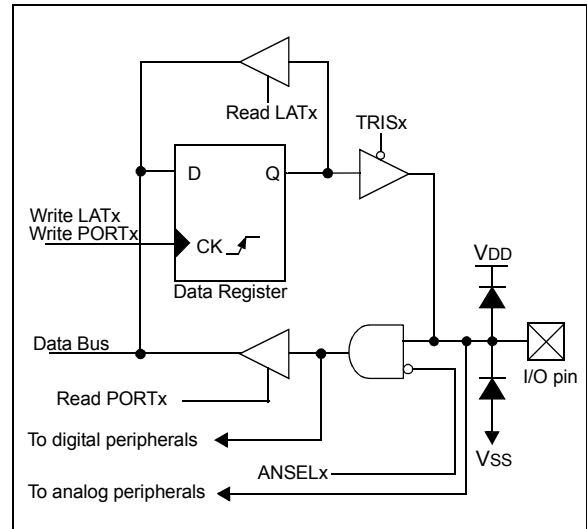 Read LATx
TRISx
D Q
Write LATx
Write PORTx
CK
Data Register
VDD
Data Bus
I/O pin
Read PORTx
To digital peripherals
VSS
ANSELx
To analog peripherals